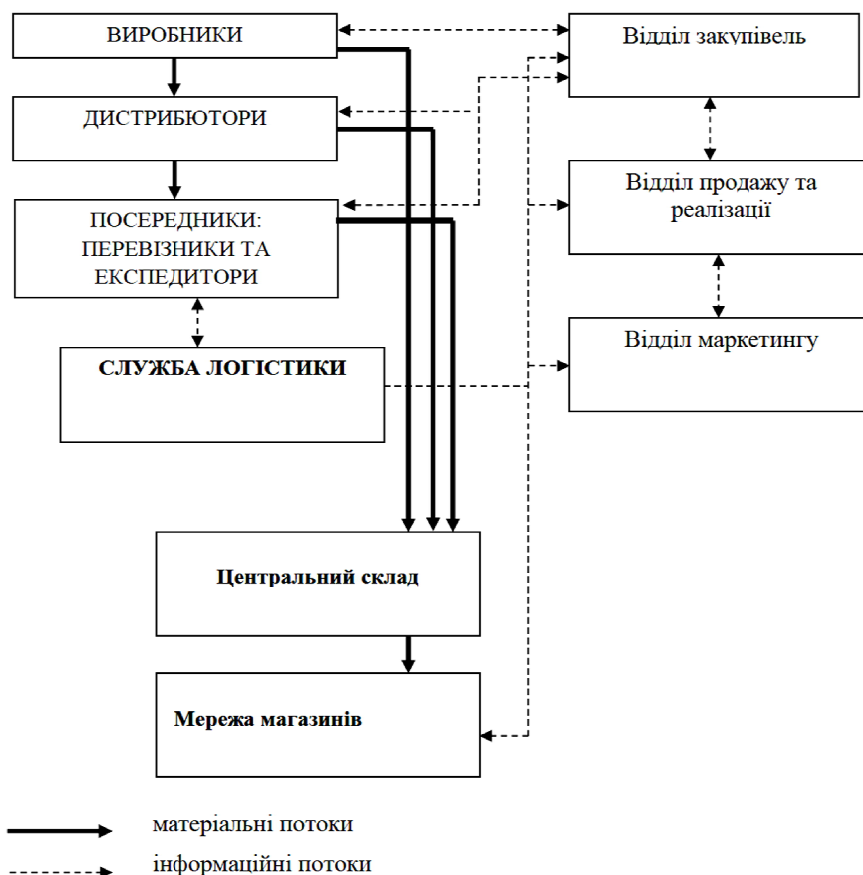 ВИРОБНИКИ
Відділ закупівель
ДИСТРИБЮТОРИ
ПОСЕРЕДНИКИ:
ПЕРЕВІЗНИКИ ТА
ЕКСПЕДИТОРИ
Відділ продажу та
реалізації
СЛУЖБА ЛОГІСТИКИ
Відділ маркетингу
Центральний склад
Мережа магазинів
матеріальні потоки
інформаційні потоки